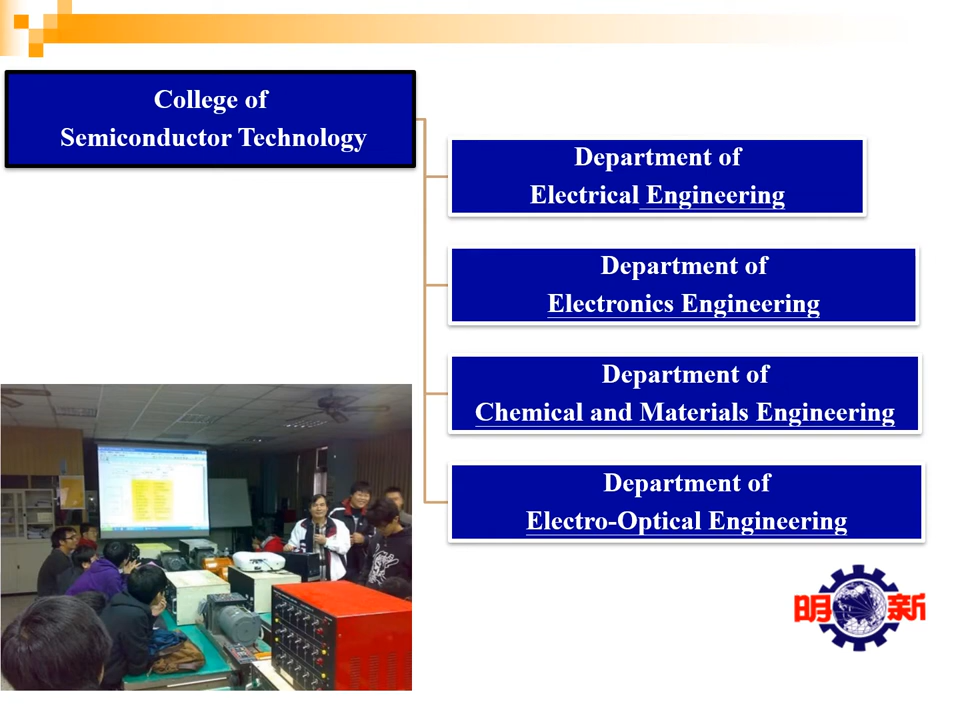 College of
Semiconductor Technology
Department of
Electrical Engineering
Department of
Electronics Engineering
Department of
Chemical and Materials Engineering
Department of
Electro-Optical Engineering
明 新